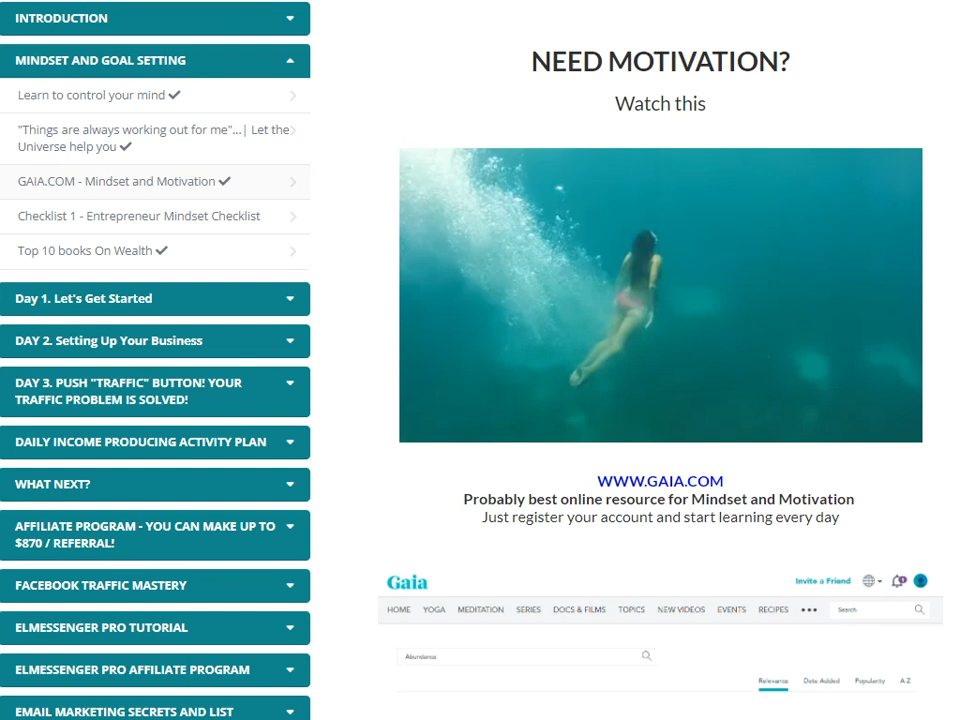 INTRODUCTION
MINDSET AND GOAL SETTING
Learn to control your mind
"Things are always working out for me"...| Let the
Universe help you
GAIA.COM - Mindset and Motivation
Checklist 1 - Entrepreneur Mindset Checklist
Top 10 books On Wealth
Day 1. Let's Get Started
DAY 2. Setting Up Your Business
DAY 3. PUSH "TRAFFIC" BUTTON! YOUR
TRAFFIC PROBLEM IS SOLVED!
DAILY INCOME PRODUCING ACTIVITY PLAN
WHAT NEXT?
AFFILIATE PROGRAM - YOU CAN MAKE UP TO
$870 / REFERRAL!
FACEBOOK TRAFFIC MASTERY
ELMESSENGER PRO TUTORIAL
ELMESSENGER PRO AFFILIATE PROGRAM
EMAIL MARKETING SECRETS AND LIST
NEED MOTIVATION?
Watch this
WWW.GAIA.COM
Probably best online resource for Mindset and Motivation
Just register your account and start learning every day
Gaia
Invite a Friend
HOME YOGA MEDITATION SERIES DOCS & FILMS TOPICS NEW VIDEOS EVENTS RECIPES ••• Search
Abundance
Relevance Date Added Popularity A-Z